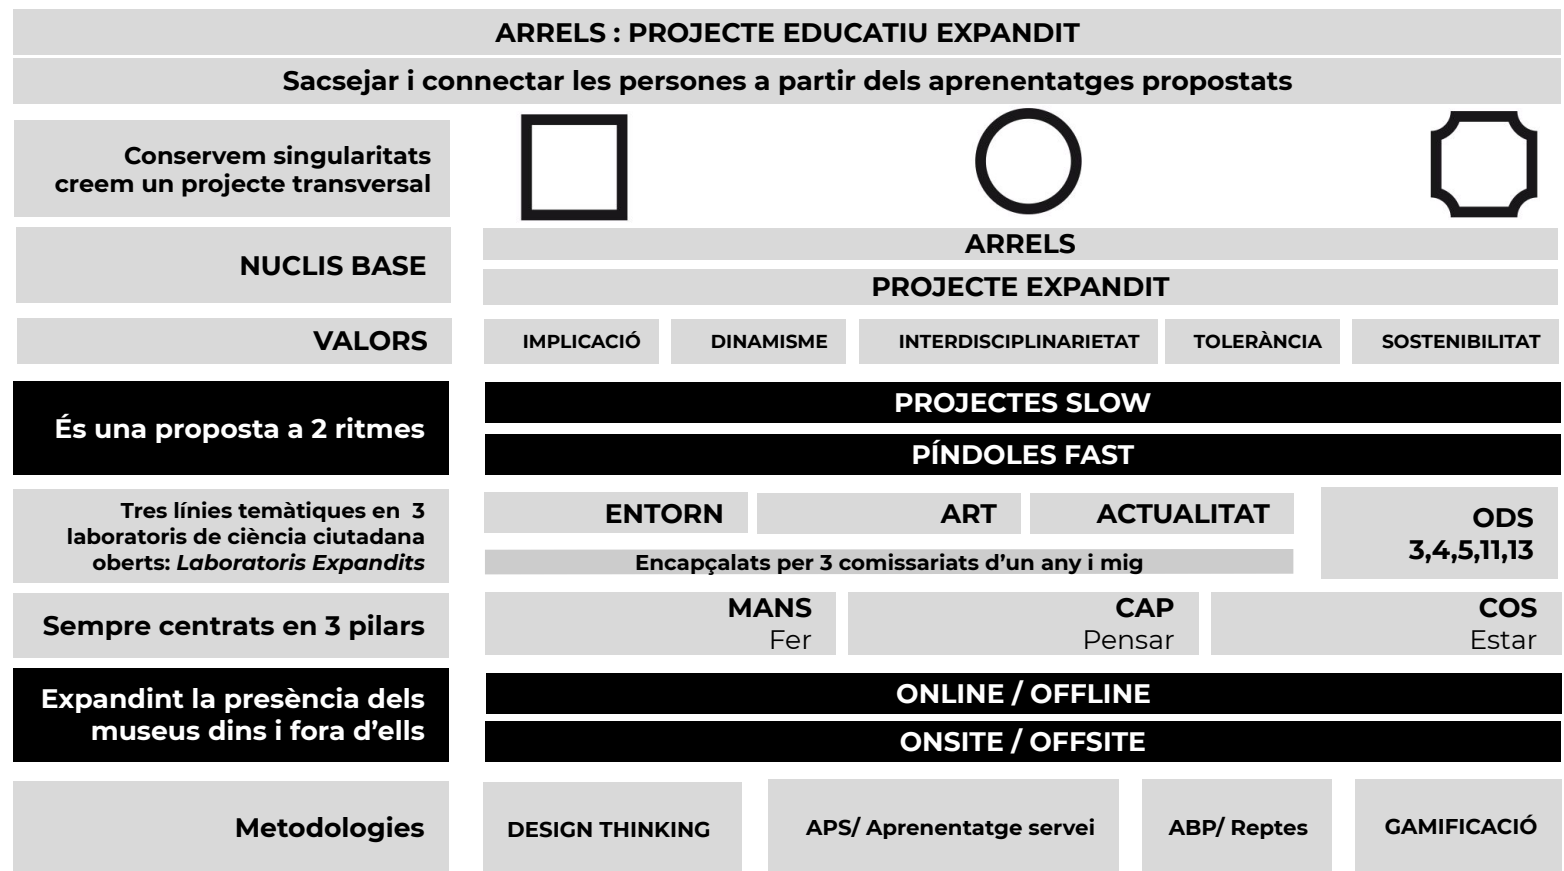 ARRELS : PROJECTE EDUCATIU EXPANDIT
Sacsejar i connectar les persones a partir dels aprenentatges propostats
Conservem singularitats
creem un projecte transversal
NUCLIS BASE
ARRELS
PROJECTE EXPANDIT
VALORS
IMPLICACIÓ
DINAMISME
INTERDISCIPLINARIETAT
TOLERÀNCIA
SOSTENIBILITAT
És una proposta a 2 ritmes
PROJECTES SLOW
PÍNDOLES FAST
Tres línies temàtiques en 3
laboratoris de ciència ciutadana
oberts: Laboratoris Expandits
ENTORN
ART
ACTUALITAT
Encapçalats per 3 comissariats d’un any i mig
ODS
3,4,5,11,13
Sempre centrats en 3 pilars
MANS
Fer
CAP
Pensar
COS
Estar
Expandint la presència dels
museus dins i fora d’ells
ONLINE / OFFLINE
ONSITE / OFFSITE
Metodologies
DESIGN THINKING
APS/ Aprenentatge servei
ABP/ Reptes
GAMIFICACIÓ